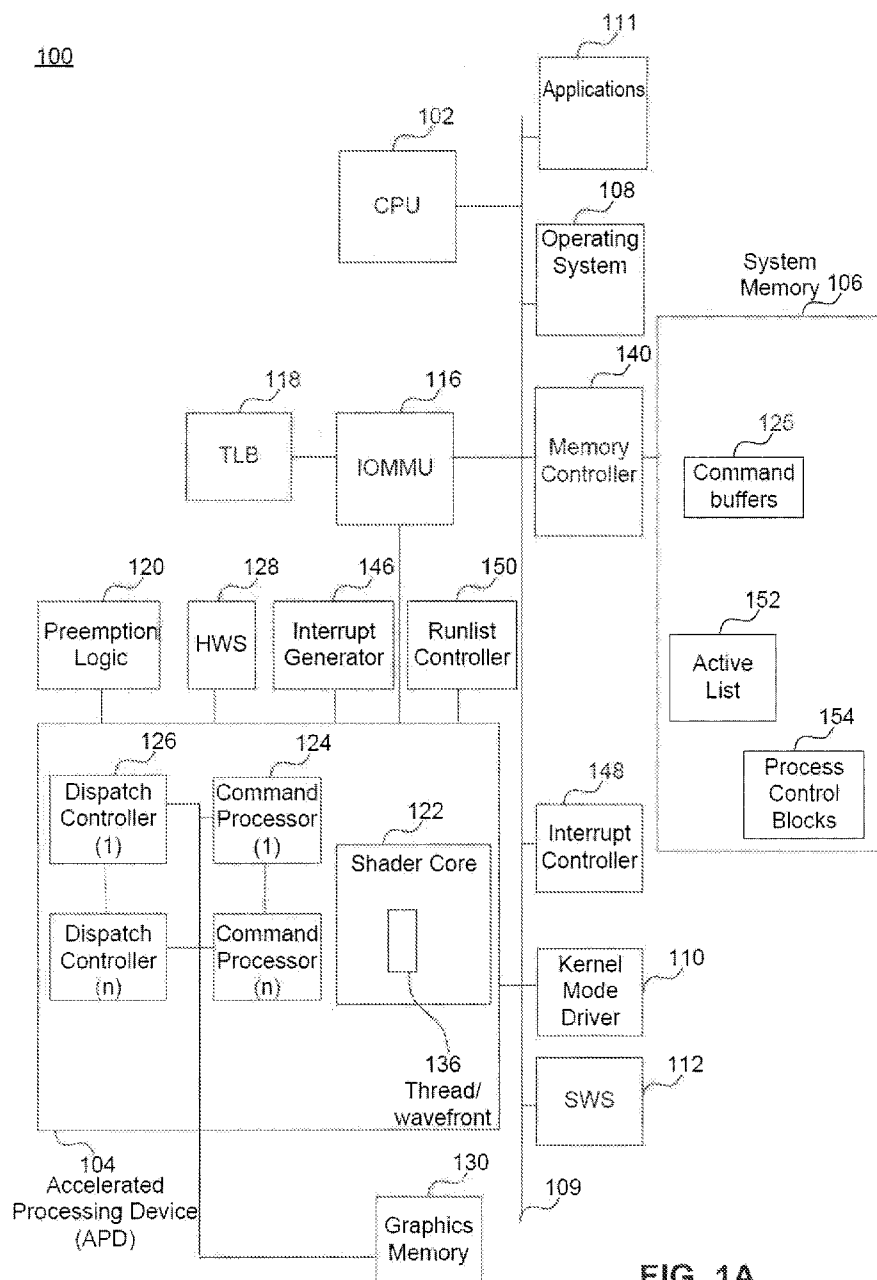 100
111
Applications
102
CPU
108
Operating
System
System
Memory
106
118
TLB
116
IOMMU
140
Memory
Controller
125
Command
buffers
120
Preemption
Logic
128
HWS
146
Interrupt
Generator
150
Runlist
Controller
152
Active
List
154
Process
Control
Blocks
126
Dispatch
Controller
(1)
124
Command
Processor
(1)
122
Shader Core
148
Interrupt
Controller
Dispatch
Controller
(n)
Command
Processor
(n)
136
Thread/
wavefront
Kernel
Mode
Driver
110
SWS
112
104
Accelerated
Processing Device
(APD)
130
Graphics
Memory
109
FIG. 1A